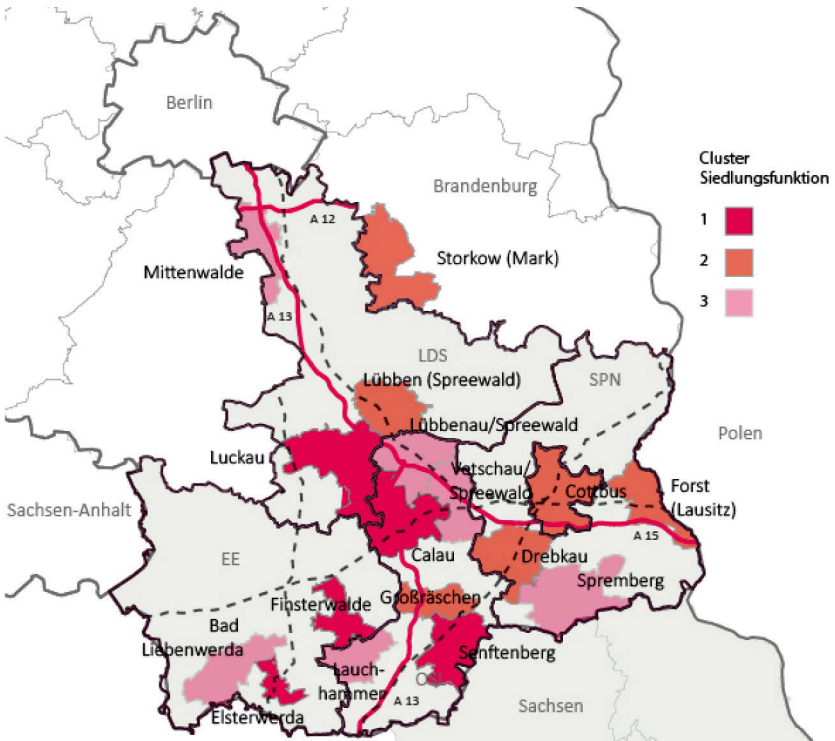 Berlin
Brandenburg
Cluster
Siedlungsfunktion
1
2
3
A 12
Mittenwalde
Storkow (Mark)
A 13
LDS
Lübben (Spreewald)
SPN
Lübbenau/Spreewald
Polen
Luckau
Vetschau/
Spreewald
Cottbus
Forst
(Lausitz)
Sachsen-Anhalt
A 15
EE
Calau
Drebkau
Spremberg
Finsterwalde
Großräschen
Bad
Liebenwerda
Lauch-
hammer
Senftenberg
Elsterwerda
A 13
Sachsen